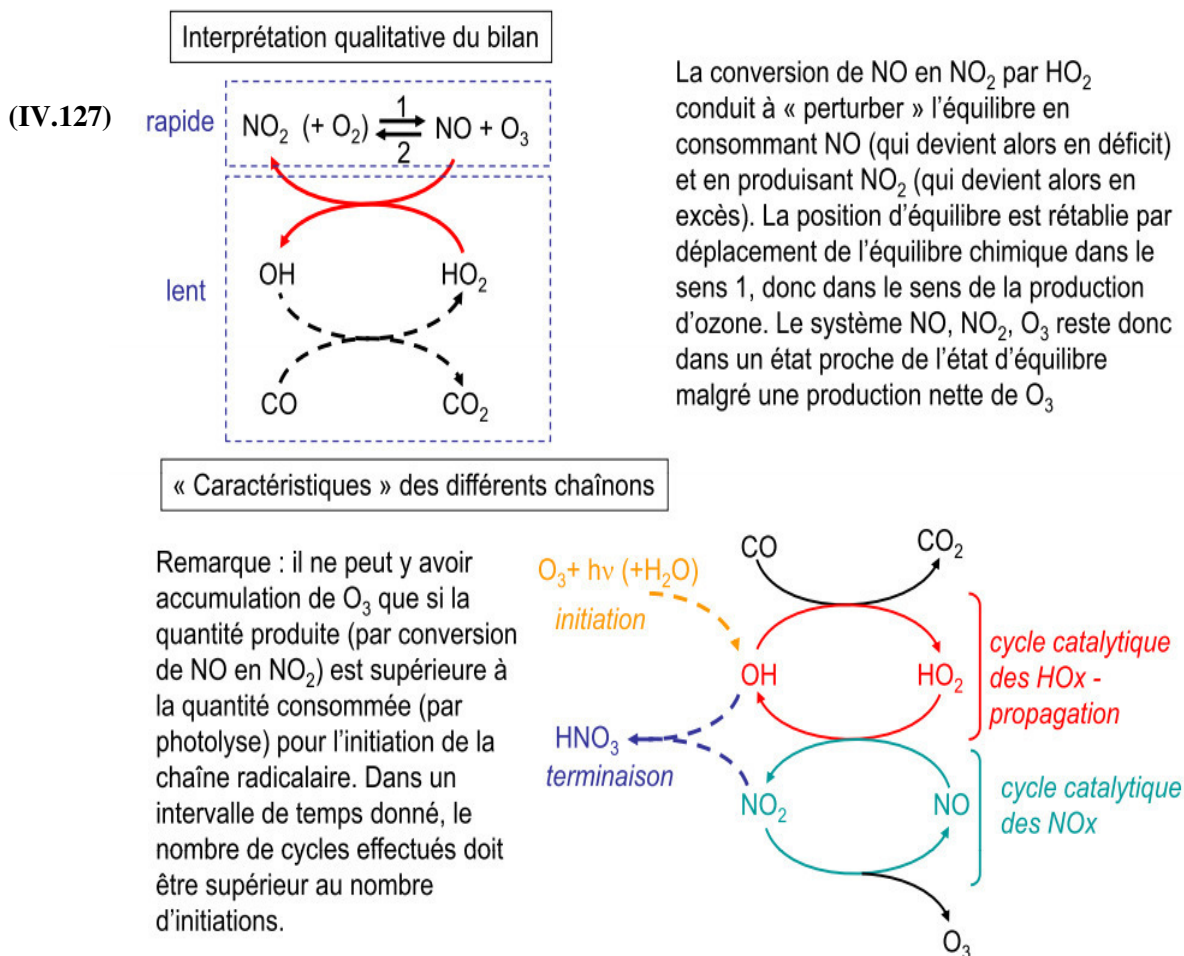 Interprétation qualitative du bilan
(IV.127)
rapide
NO₂ (+ O₂) ⇌ NO + O₃
1
2
OH
HO₂
lent
CO
CO₂
La conversion de NO en NO₂ par HO₂
conduit à « perturber » l’équilibre en
consommant NO (qui devient alors en déficit)
et en produisant NO₂ (qui devient alors en
excès). La position d’équilibre est rétablie par
déplacement de l’équilibre chimique dans le
sens 1, donc dans le sens de la production
d’ozone. Le système NO, NO₂, O₃ reste donc
dans un état proche de l’état d’équilibre
malgré une production nette de O₃
« Caractéristiques » des différents chaînons
Remarque : il ne peut y avoir
accumulation de O₃ que si la
quantité produite (par conversion
de NO en NO₂) est supérieure à
la quantité consommée (par
photolyse) pour l’initiation de la
chaîne radicalaire. Dans un
intervalle de temps donné, le
nombre de cycles effectués doit
être supérieur au nombre
d’initiations.
CO
CO₂
O₃+ hν (+H₂O)
initiation
OH
HO₂
cycle catalytique
des HOx -
propagation
HNO₃
terminaison
NO₂
NO
cycle catalytique
des NOx
O₃